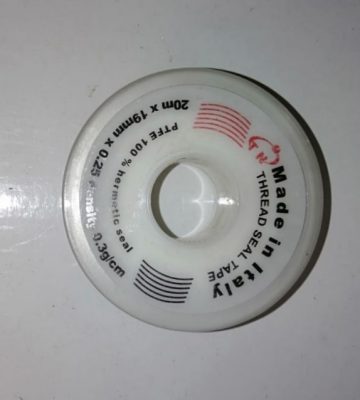 Made in Italy
THREAD SEAL TAPE
20m x 19mm x 0.25 density 0.3g/cm
PTFE 100 % hermetic seal